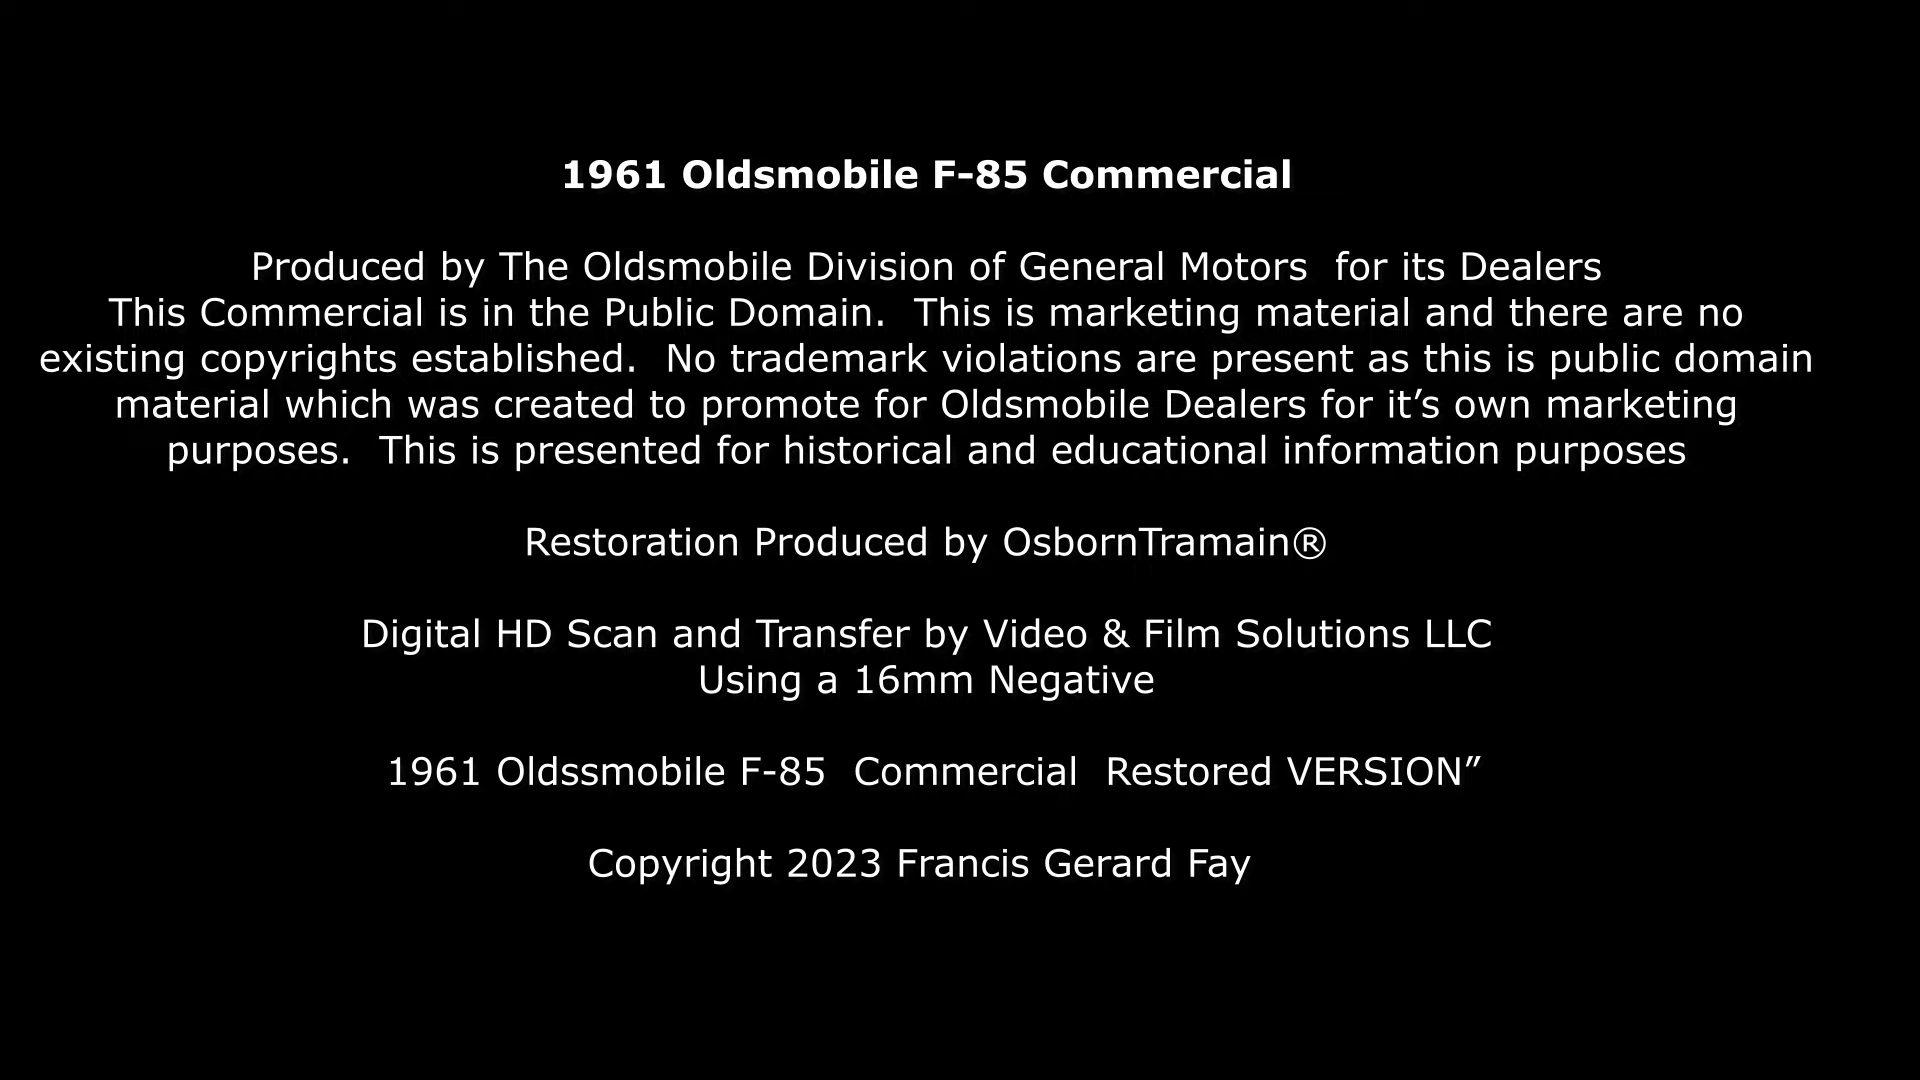 1961 Oldsmobile F-85 Commercial
Produced by The Oldsmobile Division of General Motors  for its Dealers
This Commercial is in the Public Domain.  This is marketing material and there are no
existing copyrights established.  No trademark violations are present as this is public domain
material which was created to promote for Oldsmobile Dealers for it’s own marketing
purposes.  This is presented for historical and educational information purposes
Restoration Produced by OsbornTramain®
Digital HD Scan and Transfer by Video & Film Solutions LLC
Using a 16mm Negative
1961 Oldssmobile F-85  Commercial  Restored VERSION”
Copyright 2023 Francis Gerard Fay